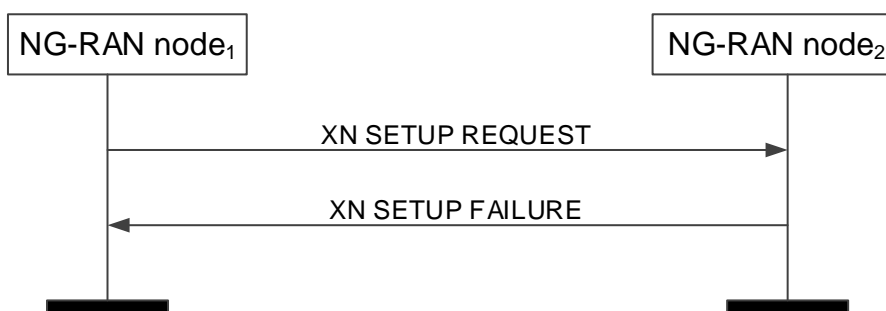 NG-RAN node₁
NG-RAN node₂
XN SETUP REQUEST
XN SETUP FAILURE